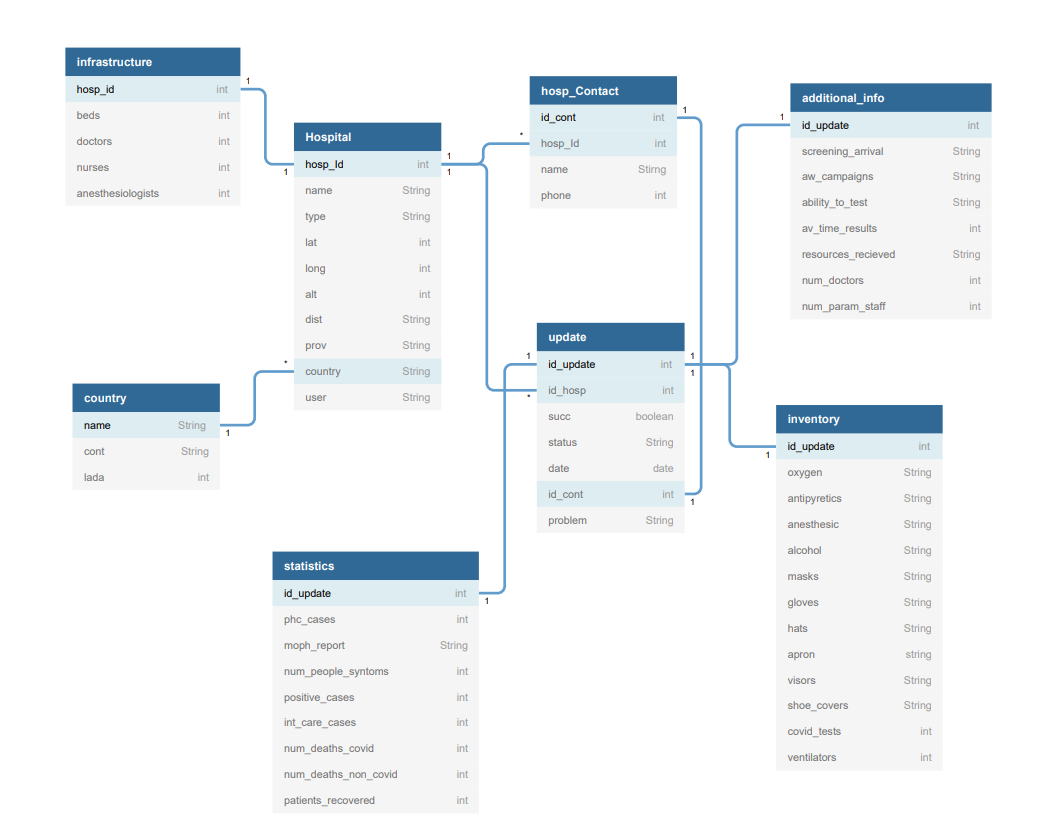 infrastructure
hosp_id int
beds int
doctors int
nurses int
anesthesiologists int
1
1
Hospital
hosp_Id int
name String
type String
lat int
long int
alt int
dist String
prov String
country String
user String
1
1
*
hosp_Contact
id_cont int
hosp_Id int
name Stirng
phone int
1
1
additional_info
id_update int
screening_arrival String
aw_campaigns String
ability_to_test String
av_time_results int
resources_recieved String
num_doctors int
num_param_staff int
*
1
country
name String
cont String
lada int
1
*
update
id_update int
id_hosp int
succ boolean
status String
date date
id_cont int
problem String
1
1
1
1
inventory
id_update int
oxygen String
antipyretics String
anesthesic String
alcohol String
masks String
gloves String
hats String
apron string
visors String
shoe_covers String
covid_tests int
ventilators int
statistics
id_update int
phc_cases int
moph_report String
num_people_syntoms int
positive_cases int
int_care_cases int
num_deaths_covid int
num_deaths_non_covid int
patients_recovered int
1